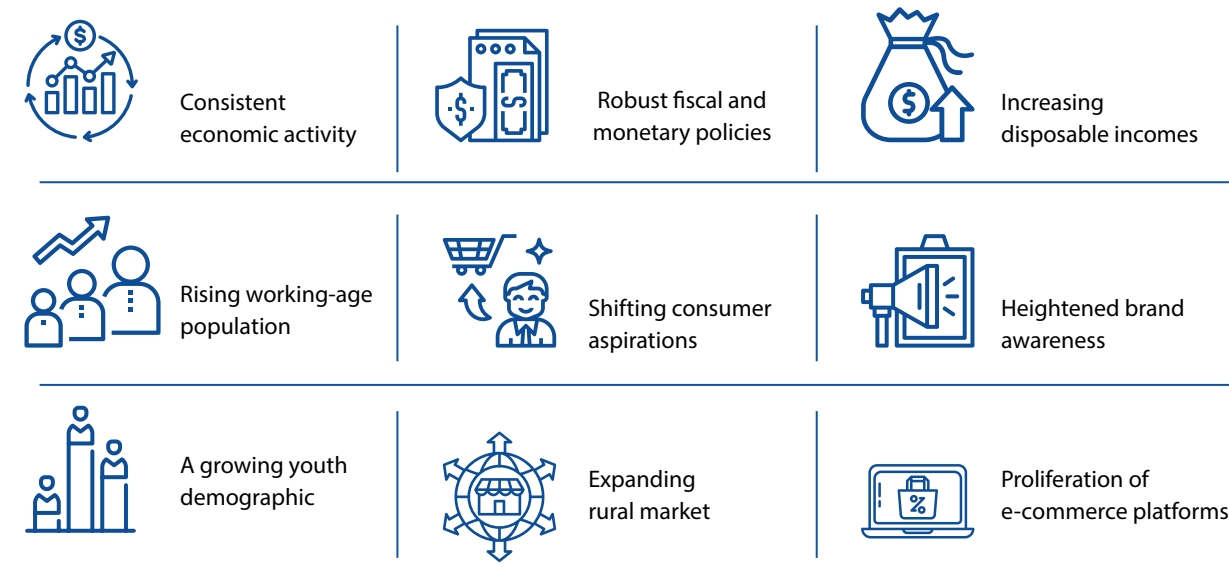 Consistent
economic activity
Robust fiscal and
monetary policies
Increasing
disposable incomes
Rising working-age
population
Shifting consumer
aspirations
Heightened brand
awareness
A growing youth
demographic
Expanding
rural market
Proliferation of
e-commerce platforms